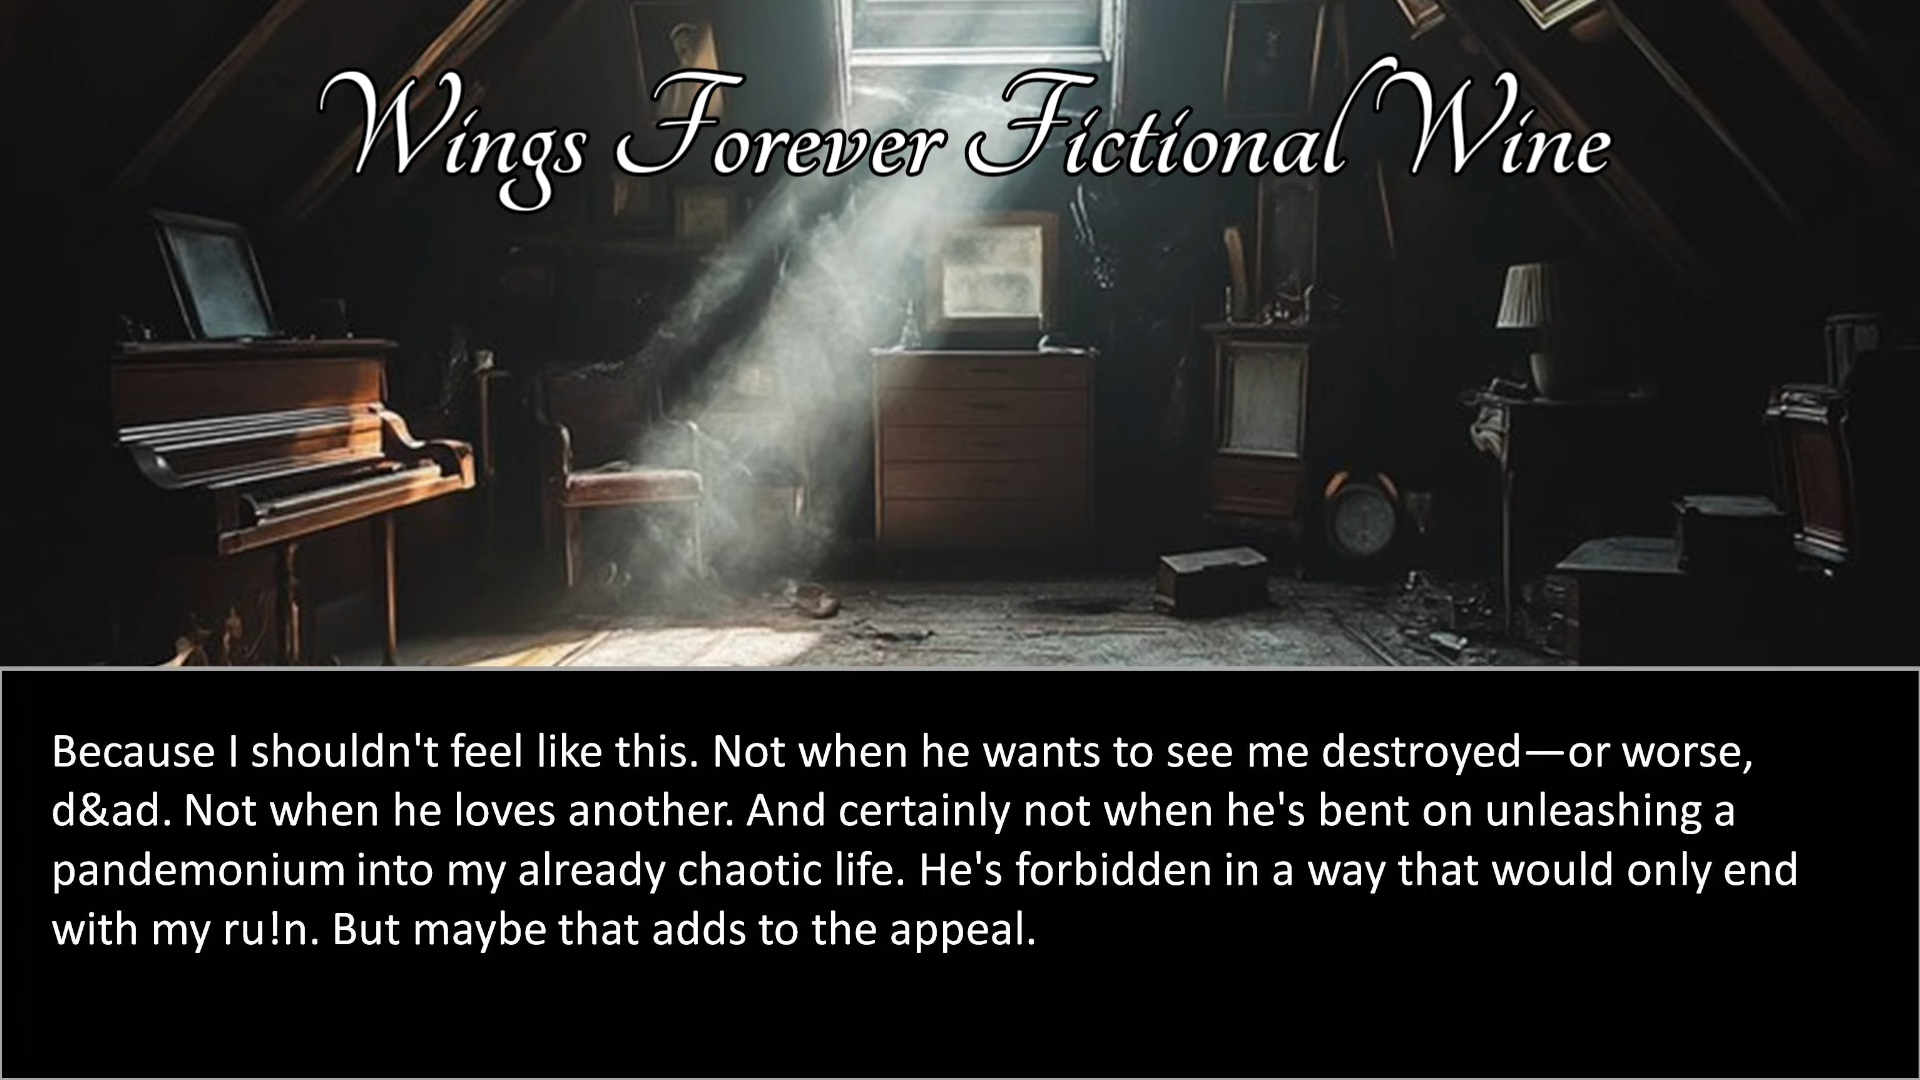 Wings Forever Fictional Wine
Because I shouldn't feel like this. Not when he wants to see me destroyed—or worse,
d&ad. Not when he loves another. And certainly not when he's bent on unleashing a
pandemonium into my already chaotic life. He's forbidden in a way that would only end
with my ru!n. But maybe that adds to the appeal.